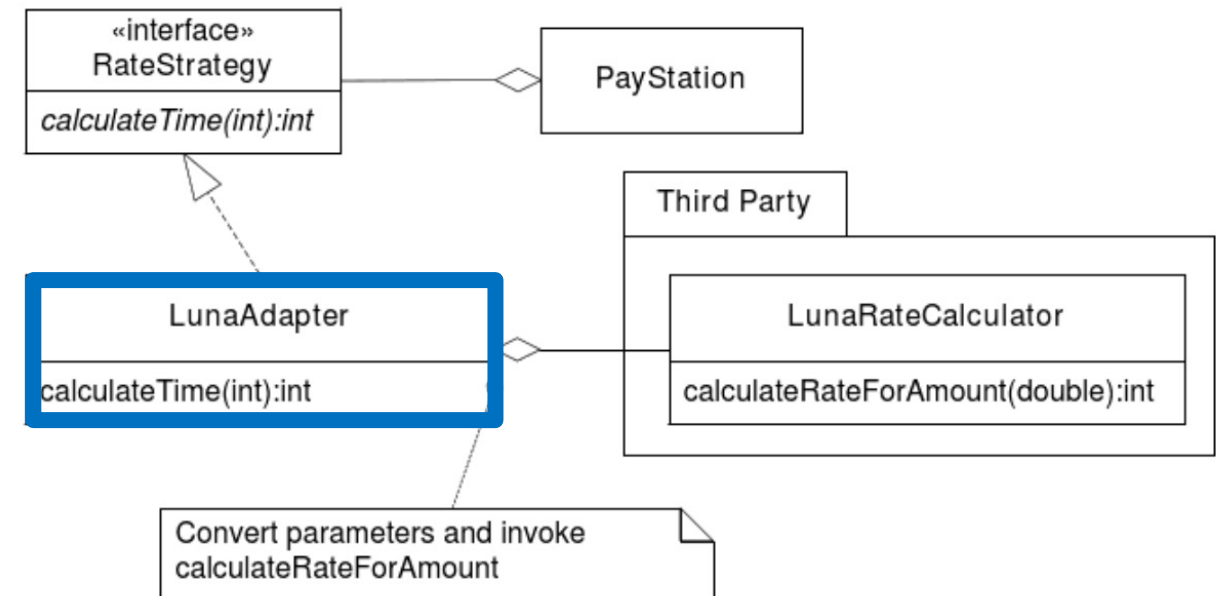 «interface»
RateStrategy
calculateTime(int):int
PayStation
Third Party
LunaAdapter
calculateTime(int):int
LunaRateCalculator
calculateRateForAmount(double):int
Convert parameters and invoke
calculateRateForAmount